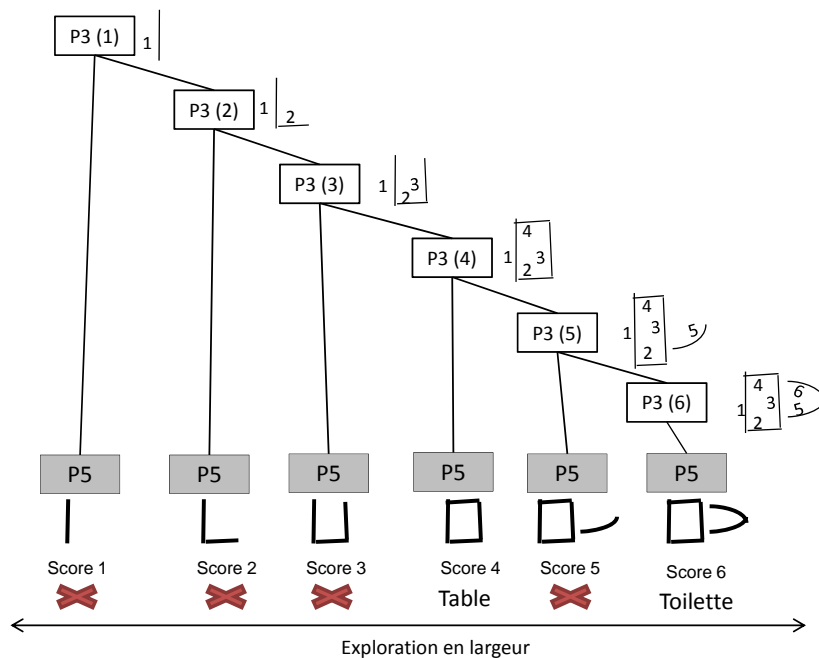 P3 (1)
1
P3 (2)
1
2
P3 (3)
1
2
3
P3 (4)
1
4
3
2
P3 (5)
1
4
3
2
5
P3 (6)
1
4
3
2
6
5
P5 P5 P5 P5 P5 P5
Score 1 Score 2 Score 3 Score 4 Score 5 Score 6
Table Toilette
Exploration en largeur